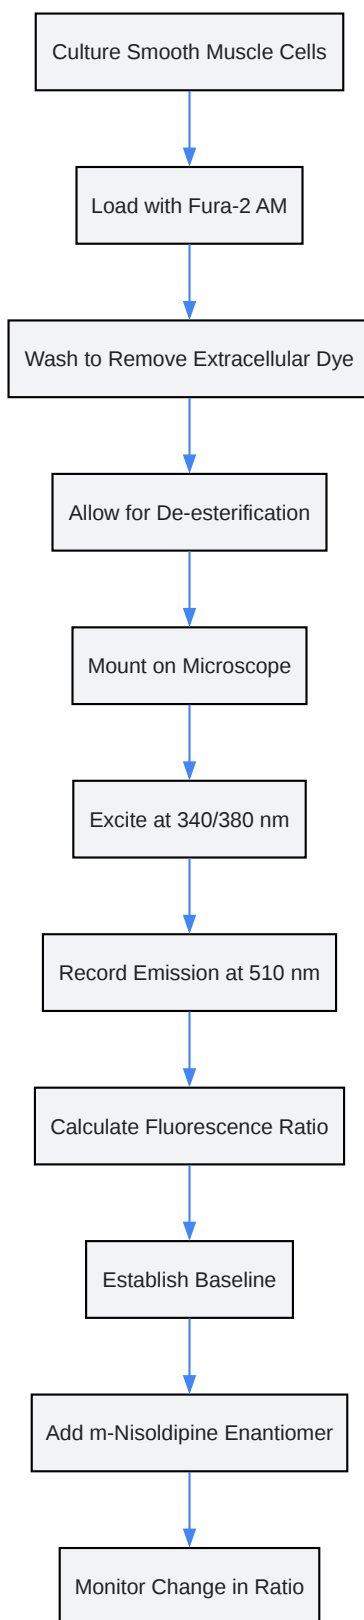 Culture Smooth Muscle Cells
Load with Fura-2 AM
Wash to Remove Extracellular Dye
Allow for De-esterification
Mount on Microscope
Excite at 340/380 nm
Record Emission at 510 nm
Calculate Fluorescence Ratio
Establish Baseline
Add m-Nisoldipine Enantiomer
Monitor Change in Ratio